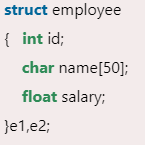 struct employee
{   int id;
    char name[50];
    float salary;
}e1,e2;